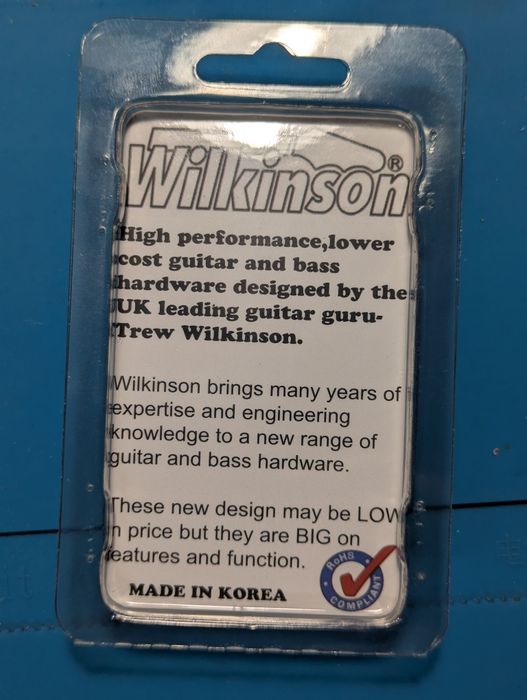 Wilkinson®
High performance,lower
cost guitar and bass
hardware designed by the
UK leading guitar guru-
Trew Wilkinson.
Wilkinson brings many years of
expertise and engineering
knowledge to a new range of
guitar and bass hardware.
These new design may be LOW
in price but they are BIG on
features and function.
MADE IN KOREA
RoHS
COMPLIANT